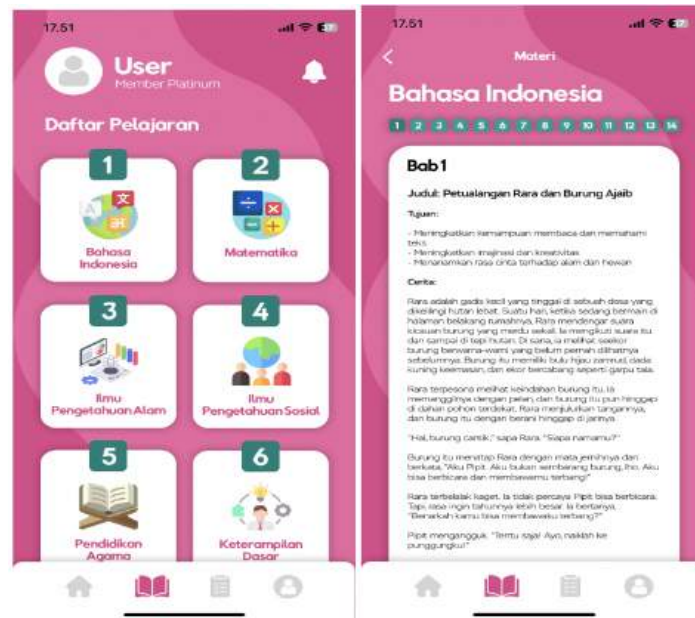 17.51
User
Member Platinum
Daftar Pelajaran
1
Bahasa
Indonesia
2
Matematika
3
Ilmu
Pengetahuan Alam
4
Ilmu
Pengetahuan Sosial
5
Pendidikan
Agama
6
Keterampilan
Dasar
17.51
Materi
Bahasa Indonesia
1 2 3 4 5 6 7 8 9 10 11 12 13 14
Bab 1
Judul: Petualangan Rara dan Burung Ajaib
Tujuan:
- Meningkatkan kemampuan membaca dan memahami
teks
- Meningkatkan imajinasi dan kreativitas
- Menanamkan rasa cinta terhadap alam dan hewan
Cerita:
Rara adalah gadis kecil yang tinggal di sebuah desa yang
dikelilingi hutan lebat. Suatu hari, ketika sedang bermain di
halaman belakang rumahnya, Rara mendengar suara
kicauan burung yang merdu sekali. Ia mengikuti suara itu
dan sampai di tepi hutan. Di sana, ia melihat seekor
burung berwarna-warni yang belum pernah dilihatnya
sebelumnya. Burung itu memiliki bulu hijau zamrud, dada
kuning keemasan, dan ekor bercabang seperti garpu tala.
Rara terpesona melihat keindahan burung itu. Ia
memanggilnya dengan pelan, dan burung itu pun hinggap
di dahan pohon terdekat. Rara menjulurkan tangannya,
dan burung itu dengan berani hinggap di jarinya.
"Hai, burung cantik," sapa Rara. "Siapa namamu?"
Burung itu menatap Rara dengan mata jernihnya dan
berkata, "Aku Pipit. Aku bukan sembarang burung, lho. Aku
bisa berbicara dan membawamu terbang!"
Rara terbelalak kaget. Ia tidak percaya Pipit bisa berbicara.
Tapi, rasa ingin tahunya lebih besar. Ia bertanya,
"Benarkah kamu bisa membawaku terbang?"
Pipit mengangguk. "Tentu saja! Ayo, naiklah ke
punggungku!"